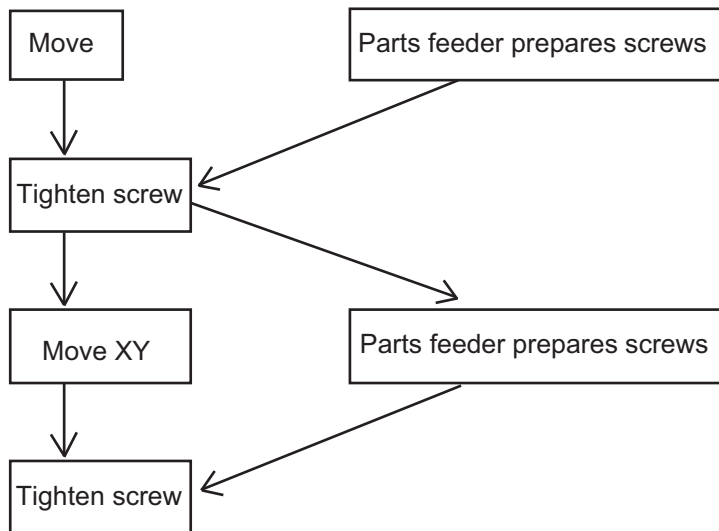 Move
Parts feeder prepares screws
Tighten screw
Move XY
Parts feeder prepares screws
Tighten screw